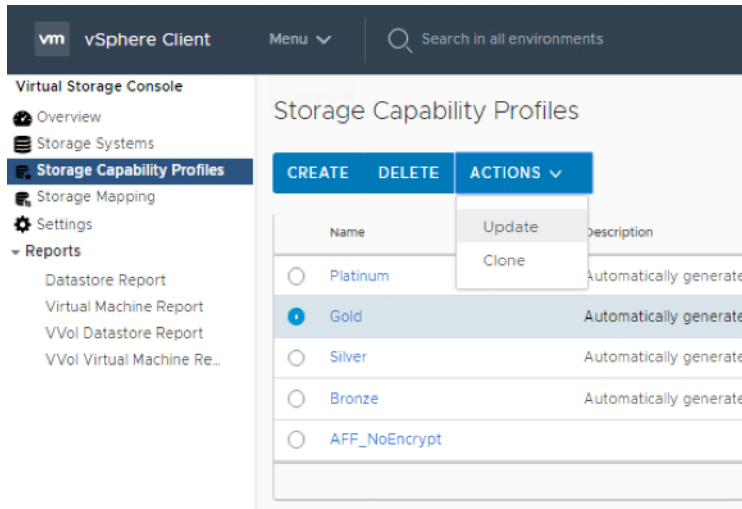 vm vSphere Client Menu Search in all environments
Virtual Storage Console
Overview
Storage Systems
Storage Capability Profiles
Storage Mapping
Settings
Reports
Datastore Report
Virtual Machine Report
VVol Datastore Report
VVol Virtual Machine Re...
Storage Capability Profiles
CREATE DELETE ACTIONS
Update
Clone
Name Description
Platinum Automatically generate
Gold Automatically generate
Silver Automatically generate
Bronze Automatically generate
AFF_NoEncrypt